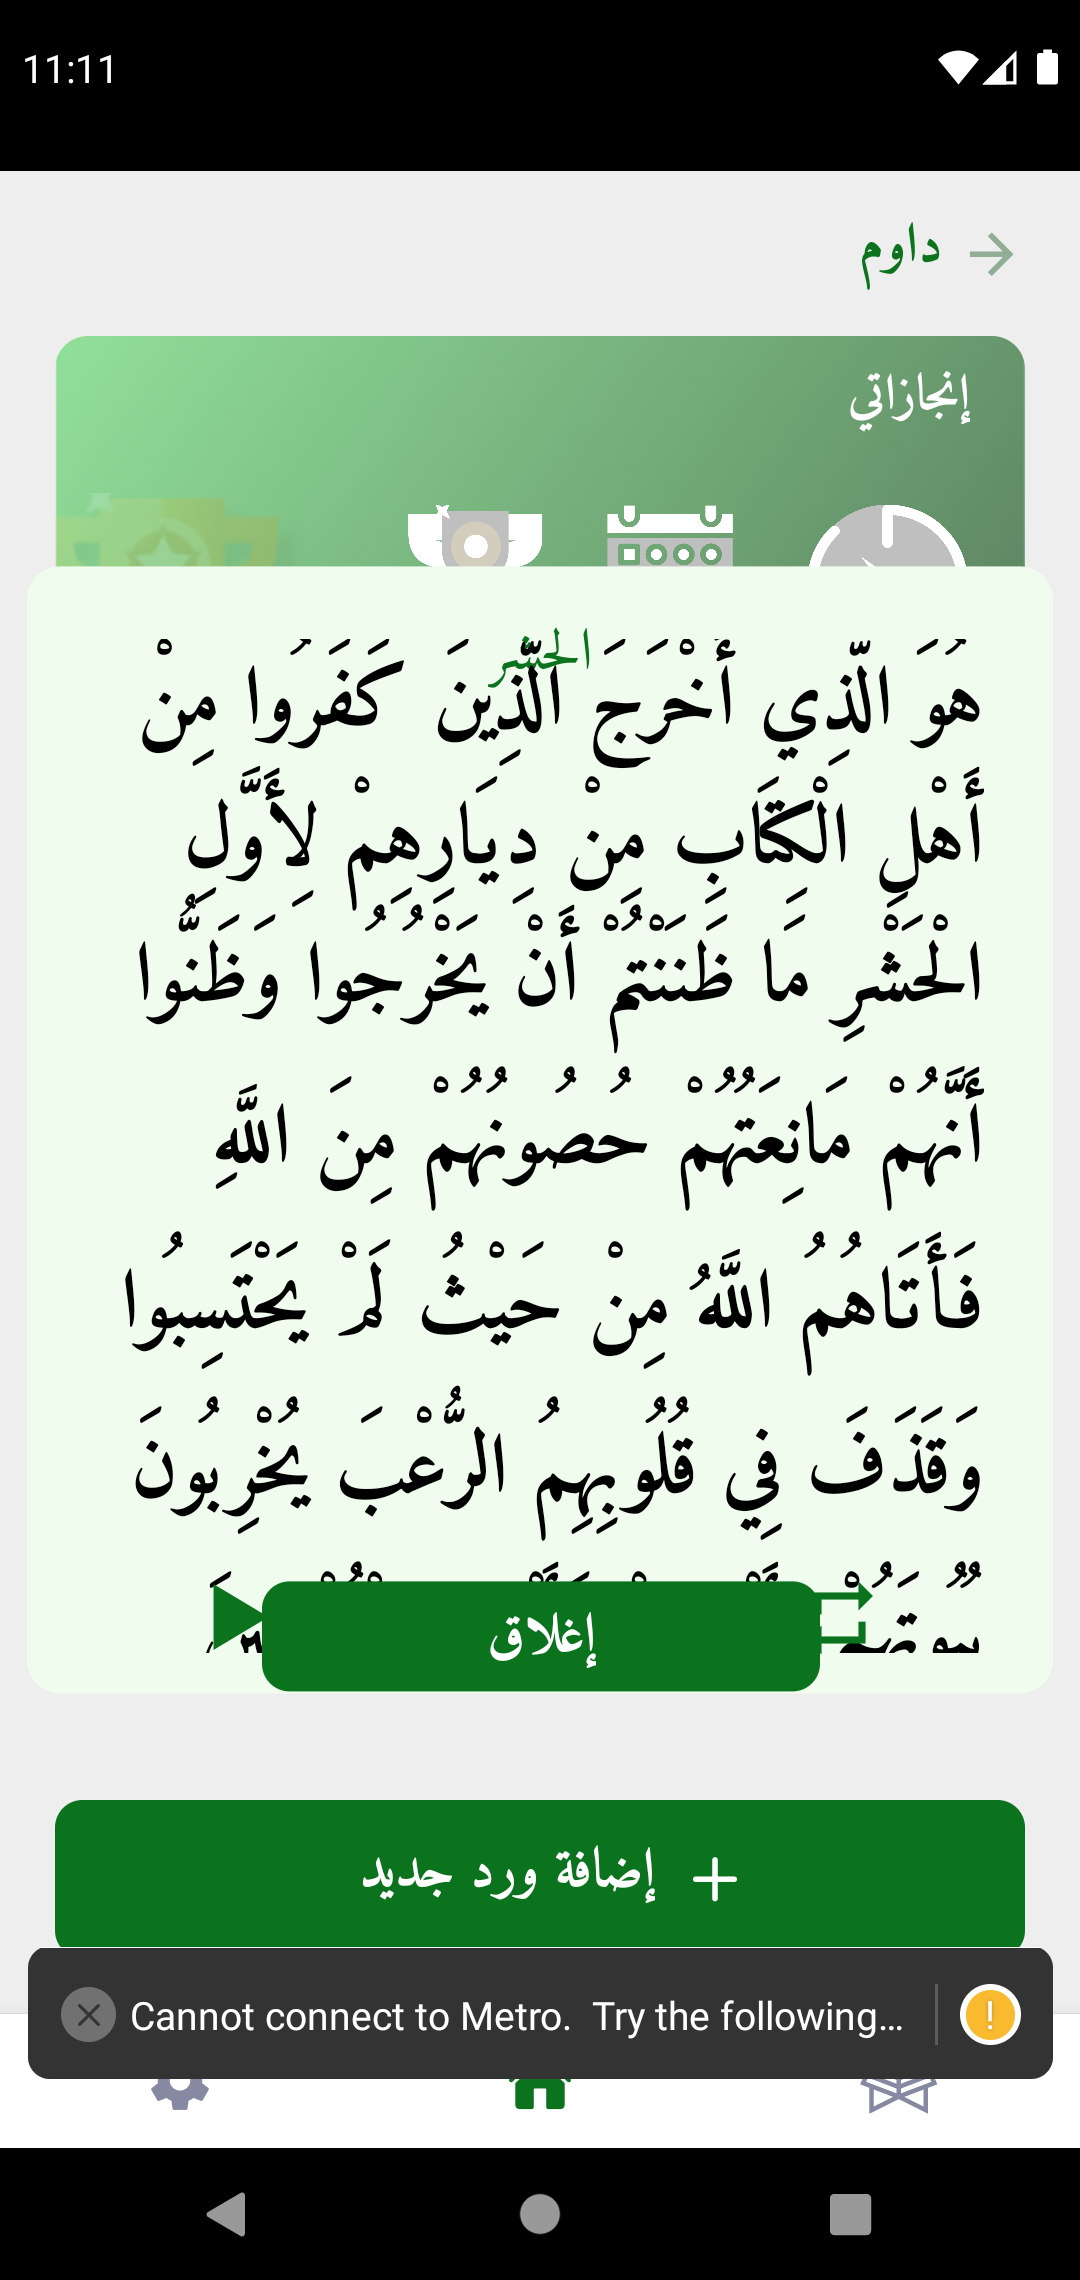 11:11
داوم
إنجازاتي
الحشر
هُوَ الَّذِي أَخْرَجَ الَّذِينَ كَفَرُوا مِنْ
أَهْلِ الْكِتَابِ مِنْ دِيَارِهِمْ لِأَوَّلِ
الْحَشْرِ مَا ظَنَنْتُمْ أَنْ يَخْرُجُوا وَظَنُّوا
أَنَّهُمْ مَانِعَتُهُمْ حُصُونُهُمْ مِنَ اللَّهِ
فَأَتَاهُمُ اللَّهُ مِنْ حَيْثُ لَمْ يَحْتَسِبُوا
وَقَذَفَ فِي قُلُوبِهِمُ الرُّعْبَ يُخْرِبُونَ
إغلاق
إضافة ورد جديد
Cannot connect to Metro. Try the following...